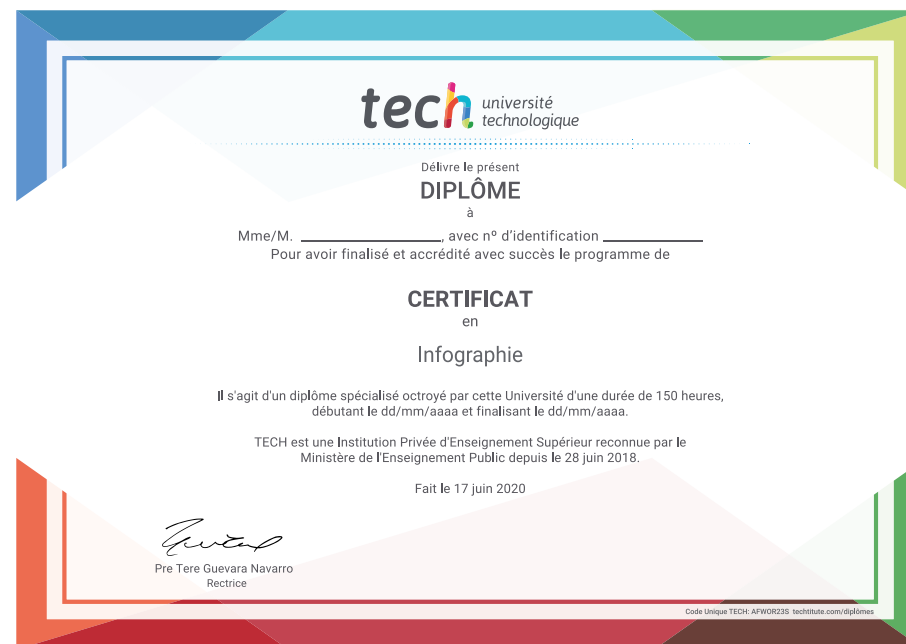 tech université
technologique
Délivre le présent
DIPLÔME
à
Mme/M. ____________, avec nº d'identification ____________
Pour avoir finalisé et accrédité avec succès le programme de
CERTIFICAT
en
Infographie
Il s'agit d'un diplôme spécialisé octroyé par cette Université d'une durée de 150 heures,
débutant le dd/mm/aaaa et finalisant le dd/mm/aaaa.
TECH est une Institution Privée d'Enseignement Supérieur reconnue par le
Ministère de l'Enseignement Public depuis le 28 juin 2018.
Fait le 17 juin 2020
Pre Tere Guevara Navarro
Rectrice
Code Unique TECH: AFWOR23S techtitute.com/diplômes